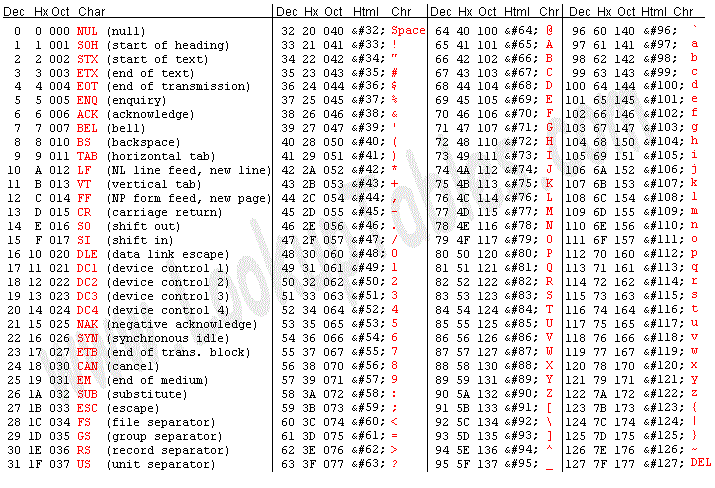 Dec Hx Oct Char Dec Hx Oct Html Chr Dec Hx Oct Html Chr Dec Hx Oct Html Chr
0 0 000 NUL (null) 32 20 040 &#32; Space 64 40 100 &#64; @ 96 60 140 &#96; `
1 1 001 SOH (start of heading) 33 21 041 &#33; ! 65 41 101 &#65; A 97 61 141 &#97; a
2 2 002 STX (start of text) 34 22 042 &#34; " 66 42 102 &#66; B 98 62 142 &#98; b
3 3 003 ETX (end of text) 35 23 043 &#35; # 67 43 103 &#67; C 99 63 143 &#99; c
4 4 004 EOT (end of transmission) 36 24 044 &#36; $ 68 44 104 &#68; D 100 64 144 &#100; d
5 5 005 ENQ (enquiry) 37 25 045 &#37; % 69 45 105 &#69; E 101 65 145 &#101; e
6 6 006 ACK (acknowledge) 38 26 046 &#38; & 70 46 106 &#70; F 102 66 146 &#102; f
7 7 007 BEL (bell) 39 27 047 &#39; ' 71 47 107 &#71; G 103 67 147 &#103; g
8 8 010 BS (backspace) 40 28 050 &#40; ( 72 48 110 &#72; H 104 68 150 &#104; h
9 9 011 TAB (horizontal tab) 41 29 051 &#41; ) 73 49 111 &#73; I 105 69 151 &#105; i
10 A 012 LF (NL line feed, new line) 42 2A 052 &#42; * 74 4A 112 &#74; J 106 6A 152 &#106; j
11 B 013 VT (vertical tab) 43 2B 053 &#43; + 75 4B 113 &#75; K 107 6B 153 &#107; k
12 C 014 FF (NP form feed, new page) 44 2C 054 &#44; , 76 4C 114 &#76; L 108 6C 154 &#108; l
13 D 015 CR (carriage return) 45 2D 055 &#45; - 77 4D 115 &#77; M 109 6D 155 &#109; m
14 E 016 SO (shift out) 46 2E 056 &#46; . 78 4E 116 &#78; N 110 6E 156 &#110; n
15 F 017 SI (shift in) 47 2F 057 &#47; / 79 4F 117 &#79; O 111 6F 157 &#111; o
16 10 020 DLE (data link escape) 48 30 060 &#48; 0 80 50 120 &#80; P 112 70 160 &#112; p
17 11 021 DC1 (device control 1) 49 31 061 &#49; 1 81 51 121 &#81; Q 113 71 161 &#113; q
18 12 022 DC2 (device control 2) 50 32 062 &#50; 2 82 52 122 &#82; R 114 72 162 &#114; r
19 13 023 DC3 (device control 3) 51 33 063 &#51; 3 83 53 123 &#83; S 115 73 163 &#115; s
20 14 024 DC4 (device control 4) 52 34 064 &#52; 4 84 54 124 &#84; T 116 74 164 &#116; t
21 15 025 NAK (negative acknowledge) 53 35 065 &#53; 5 85 55 125 &#85; U 117 75 165 &#117; u
22 16 026 SYN (synchronous idle) 54 36 066 &#54; 6 86 56 126 &#86; V 118 76 166 &#118; v
23 17 027 ETB (end of trans. block) 55 37 067 &#55; 7 87 57 127 &#87; W 119 77 167 &#119; w
24 18 030 CAN (cancel) 56 38 070 &#56; 8 88 58 130 &#88; X 120 78 170 &#120; x
25 19 031 EM (end of medium) 57 39 071 &#57; 9 89 59 131 &#89; Y 121 79 171 &#121; y
26 1A 032 SUB (substitute) 58 3A 072 &#58; : 90 5A 132 &#90; Z 122 7A 172 &#122; z
27 1B 033 ESC (escape) 59 3B 073 &#59; ; 91 5B 133 &#91; [ 123 7B 173 &#123; {
28 1C 034 FS (file separator) 60 3C 074 &#60; < 92 5C 134 &#92; \ 124 7C 174 &#124; |
29 1D 035 GS (group separator) 61 3D 075 &#61; = 93 5D 135 &#93; ] 125 7D 175 &#125; }
30 1E 036 RS (record separator) 62 3E 076 &#62; > 94 5E 136 &#94; ^ 126 7E 176 &#126; ~
31 1F 037 US (unit separator) 63 3F 077 &#63; ? 95 5F 137 &#95; _ 127 7F 177 &#127; DEL
www.LookupTables.com